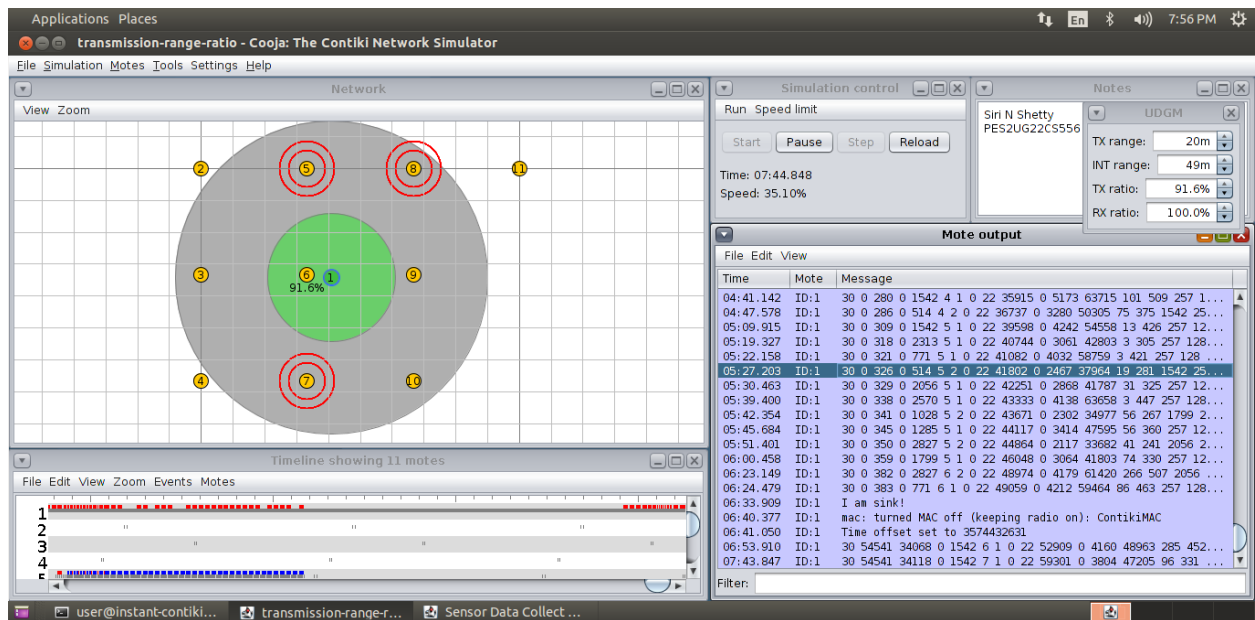 Applications Places
En
7:56 PM
transmission-range-ratio - Cooja: The Contiki Network Simulator
File Simulation Motes Tools Settings Help
Network
View Zoom
2
5
8
11
3
6
1
9
91.6%
4
7
10
Simulation control
Run Speed limit
Start Pause Step Reload
Time: 07:44.848
Speed: 35.10%
Notes
Siri N Shetty
PES2UG22CS556
UDGM
TX range: 20m
INT range: 49m
TX ratio: 91.6%
RX ratio: 100.0%
Mote output
File Edit View
Time Mote Message
04:41.142 ID:1 30 0 280 0 1542 4 1 0 22 35915 0 5173 63715 101 509 257 1...
04:47.578 ID:1 30 0 286 0 514 4 2 0 22 36737 0 3280 50305 75 375 1542 25...
05:09.915 ID:1 30 0 309 0 1542 5 1 0 22 39598 0 4242 54558 13 426 257 12...
05:19.327 ID:1 30 0 318 0 2313 5 1 0 22 40744 0 3061 42803 3 305 257 128...
05:22.158 ID:1 30 0 321 0 771 5 1 0 22 41082 0 4032 58759 3 421 257 128 ...
05:27.203 ID:1 30 0 326 0 514 5 2 0 22 41802 0 2467 37964 19 281 1542 25...
05:30.463 ID:1 30 0 329 0 2056 5 1 0 22 42251 0 2868 41787 31 325 257 12...
05:39.400 ID:1 30 0 338 0 2570 5 1 0 22 43333 0 4138 63658 3 447 257 128...
05:42.354 ID:1 30 0 341 0 1028 5 2 0 22 43671 0 2302 34977 56 267 1799 2...
05:45.684 ID:1 30 0 345 0 1285 5 1 0 22 44117 0 3414 47595 56 360 257 12...
05:51.401 ID:1 30 0 350 0 2827 5 2 0 22 44864 0 2117 33682 41 241 2056 2...
06:00.458 ID:1 30 0 359 0 1799 5 1 0 22 46048 0 3064 41803 74 330 257 12...
06:23.149 ID:1 30 0 382 0 2827 6 2 0 22 48974 0 4179 61420 266 507 2056 ...
06:24.479 ID:1 30 0 383 0 771 6 1 0 22 49059 0 4212 59464 86 463 257 128...
06:33.909 ID:1 I am sink!
06:40.377 ID:1 mac: turned MAC off (keeping radio on): ContikiMAC
06:41.050 ID:1 Time offset set to 3574432631
06:53.910 ID:1 30 54541 34068 0 1542 6 1 0 22 52909 0 4160 48963 285 452...
07:43.847 ID:1 30 54541 34118 0 1542 7 1 0 22 59301 0 3804 47205 96 331 ...
Filter:
Timeline showing 11 motes
File Edit View Zoom Events Motes
1
2
3
4
5
user@instant-contiki... transmission-range-r... Sensor Data Collect ...